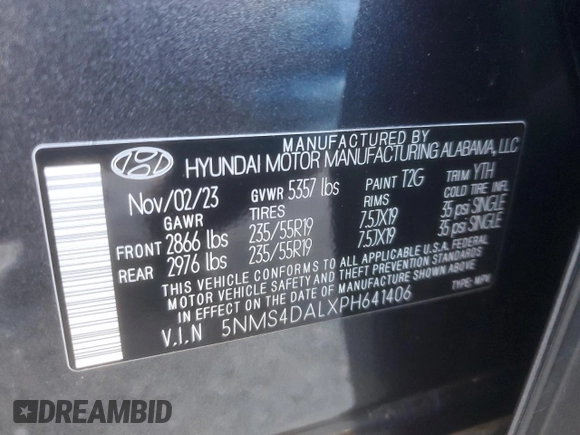 MANUFACTURED BY
HYUNDAI MOTOR MANUFACTURING ALABAMA, LLC
Nov/02/23 GVWR 5357 lbs PAINT T2G TRIM YTH
GAWR TIRES RIMS COLD TIRE INFL
FRONT 2866 lbs 235/55R19 7.5JX19 35 psi SINGLE
REAR 2976 lbs 235/55R19 7.5JX19 35 psi SINGLE
THIS VEHICLE CONFORMS TO ALL APPLICABLE U.S.A. FEDERAL
MOTOR VEHICLE SAFETY AND THEFT PREVENTION STANDARDS
IN EFFECT ON THE DATE OF MANUFACTURE SHOWN ABOVE.
V.I.N 5NMS4DALXPH641406 TYPE: MPV
DREAMBID